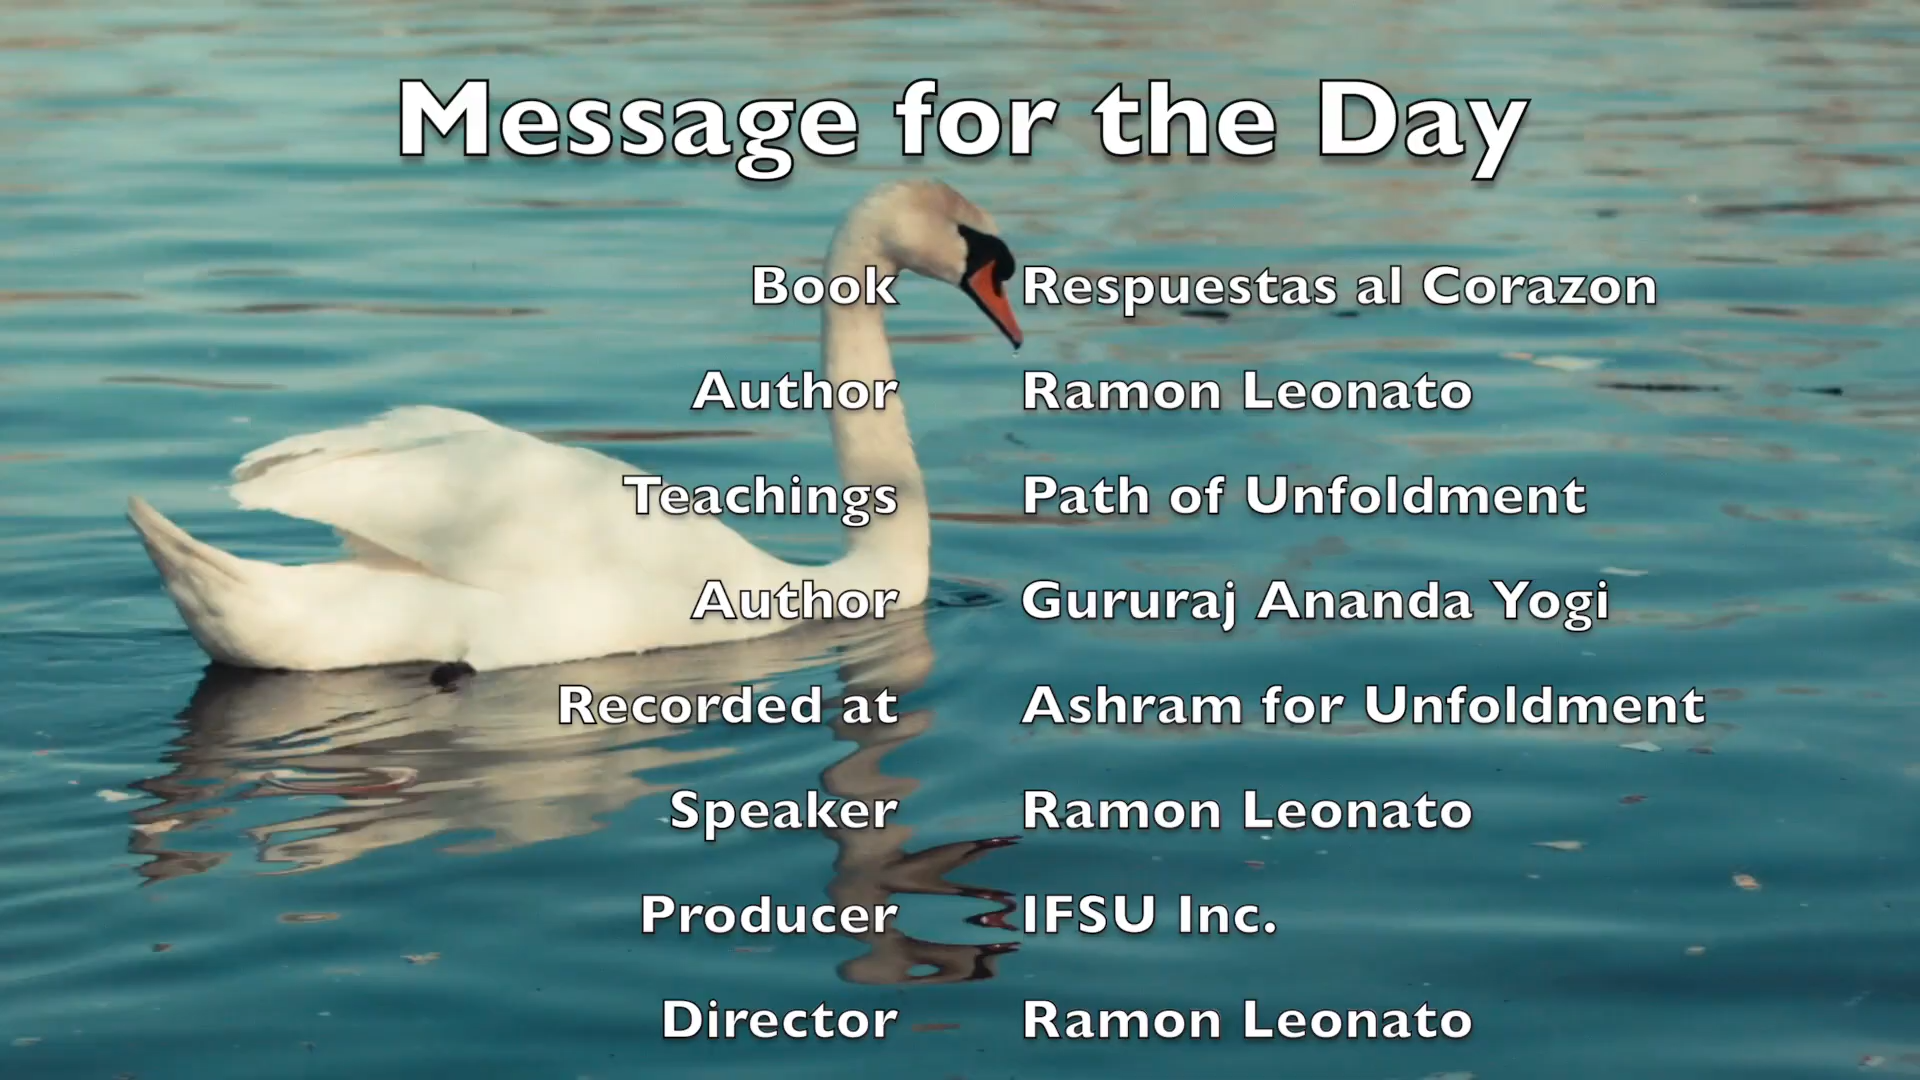 Message for the Day
Book Respuestas al Corazon
Author Ramon Leonato
Teachings Path of Unfoldment
Author Gururaj Ananda Yogi
Recorded at Ashram for Unfoldment
Speaker Ramon Leonato
Producer IFSU Inc.
Director Ramon Leonato